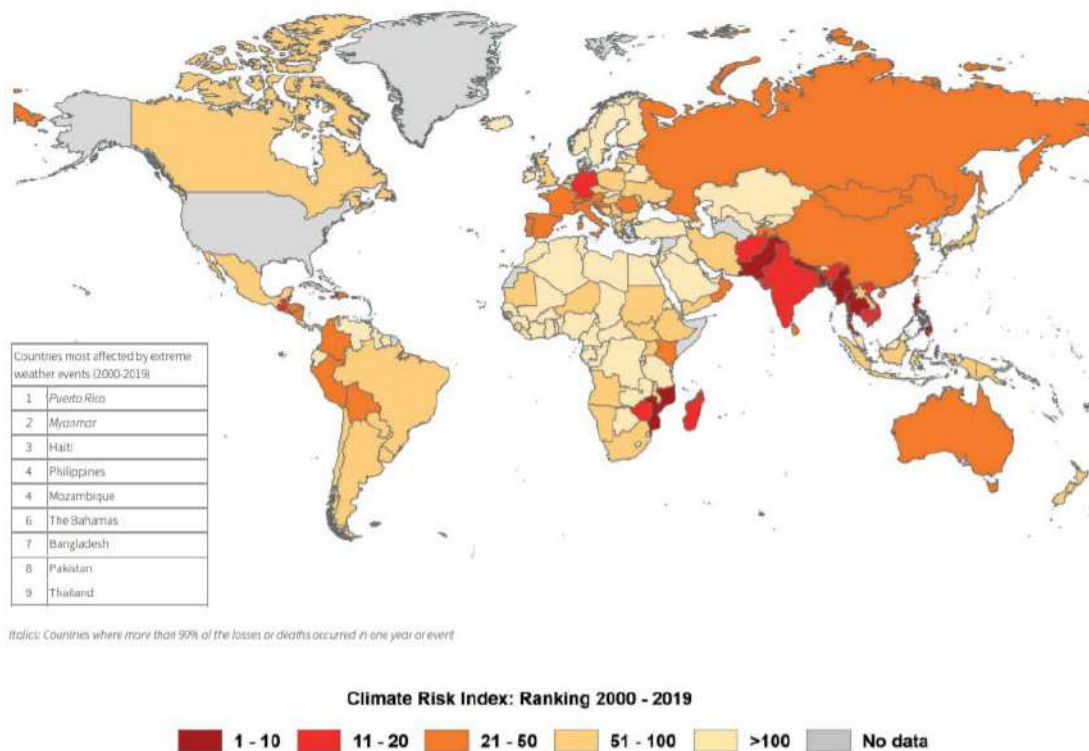 Countries most affected by extreme
weather events (2000-2019)
1 Puerto Rico
2 Myanmar
3 Haiti
4 Philippines
4 Mozambique
6 The Bahamas
7 Bangladesh
8 Pakistan
9 Thailand
Italics: Countries where more than 90% of the losses or deaths occurred in one year or event
Climate Risk Index: Ranking 2000 - 2019
1 - 10 11 - 20 21 - 50 51 - 100 >100 No data